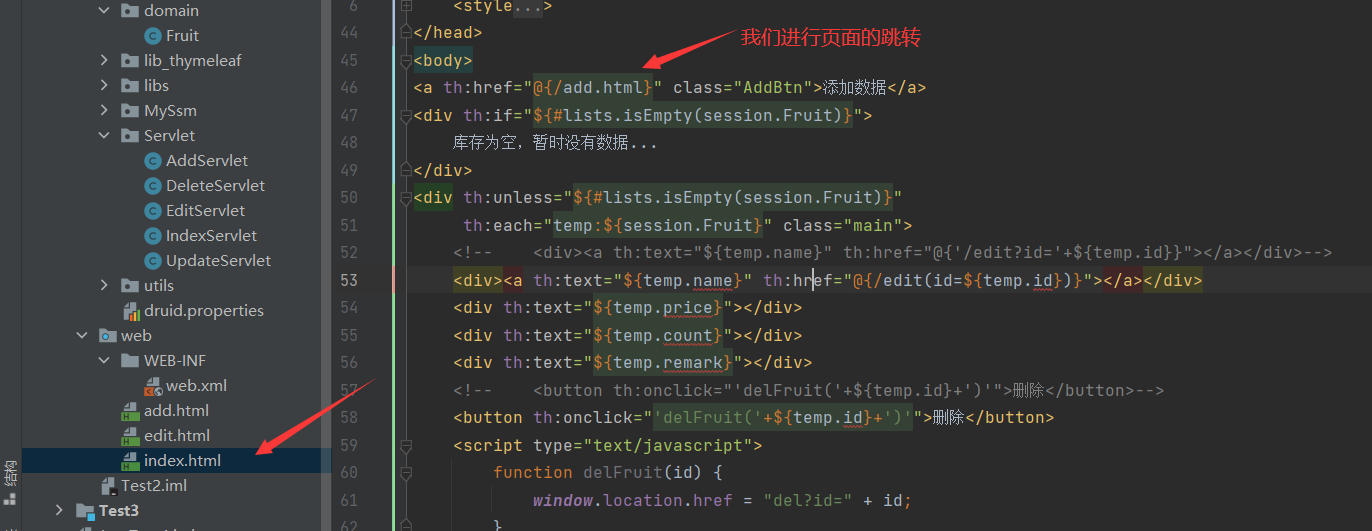 domain
Fruit
lib_thymeleaf
libs
MySsm
Servlet
AddServlet
DeleteServlet
EditServlet
IndexServlet
UpdateServlet
utils
druid.properties
web
WEB-INF
web.xml
add.html
edit.html
index.html
Test2.iml
Test3
结构
6 <style...>
44 </head>
45 <body>
我们进行页面的跳转
46 <a th:href="@{/add.html}" class="AddBtn">添加数据</a>
47 <div th:if="${#lists.isEmpty(session.Fruit)}">
48 库存为空，暂时没有数据...
49 </div>
50 <div th:unless="${#lists.isEmpty(session.Fruit)}"
51 th:each="temp:${session.Fruit}" class="main">
52 <!-- <div><a th:text="${temp.name}" th:href="@{'/edit?id='+${temp.id}}"></a></div>-->
53 <div><a th:text="${temp.name}" th:href="@{/edit(id=${temp.id})}"></a></div>
54 <div th:text="${temp.price}"></div>
55 <div th:text="${temp.count}"></div>
56 <div th:text="${temp.remark}"></div>
57 <!-- <button th:onclick="'delFruit('+${temp.id}+')'">删除</button>-->
58 <button th:onclick="'delFruit('+${temp.id}+')'">删除</button>
59 <script type="text/javascript">
60 function delFruit(id) {
61 window.location.href = "del?id=" + id;
62 }